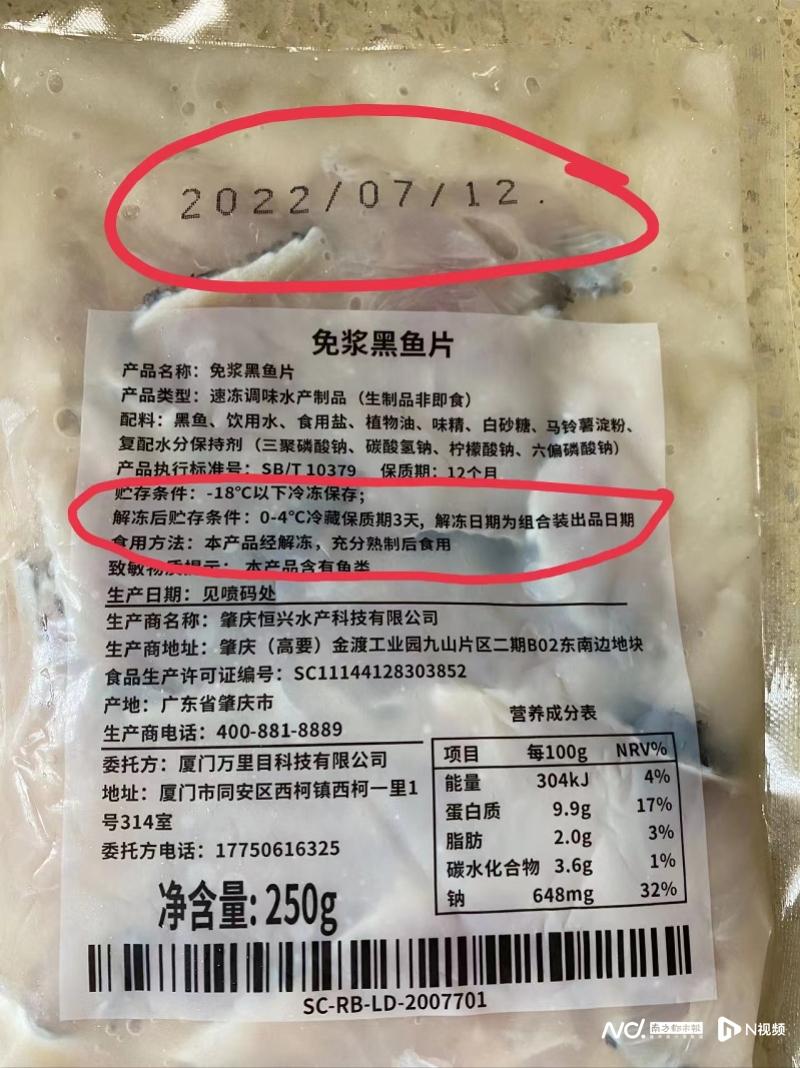 2022/07/12.
免浆黑鱼片
产品名称：免浆黑鱼片
产品类型：速冻调味水产制品（生制品非即食）
配料：黑鱼、饮用水、食用盐、植物油、味精、白砂糖、马铃薯淀粉、
复配水分保持剂（三聚磷酸钠、碳酸氢钠、柠檬酸钠、六偏磷酸钠）
产品执行标准号：SB/T 10379 保质期：12个月
贮存条件：-18℃以下冷冻保存；
解冻后贮存条件：0-4℃冷藏保质期3天，解冻日期为组合装出品日期
食用方法：本产品经解冻，充分熟制后食用
致敏物质提示：本产品含有鱼类
生产日期：见喷码处
生产商名称：肇庆恒兴水产科技有限公司
生产商地址：肇庆（高要）金渡工业园九山片区二期B02东南边地块
食品生产许可证编号：SC11144128303852
产地：广东省肇庆市
生产商电话：400-881-8889
委托方：厦门万里目科技有限公司
地址：厦门市同安区西柯镇西柯一里1
号314室
委托方电话：17750616325
净含量：250g
营养成分表
项目 每100g NRV%
能量 304kJ 4%
蛋白质 9.9g 17%
脂肪 2.0g 3%
碳水化合物 3.6g 1%
钠 648mg 32%
SC-RB-LD-2007701
南方都市报 N视频